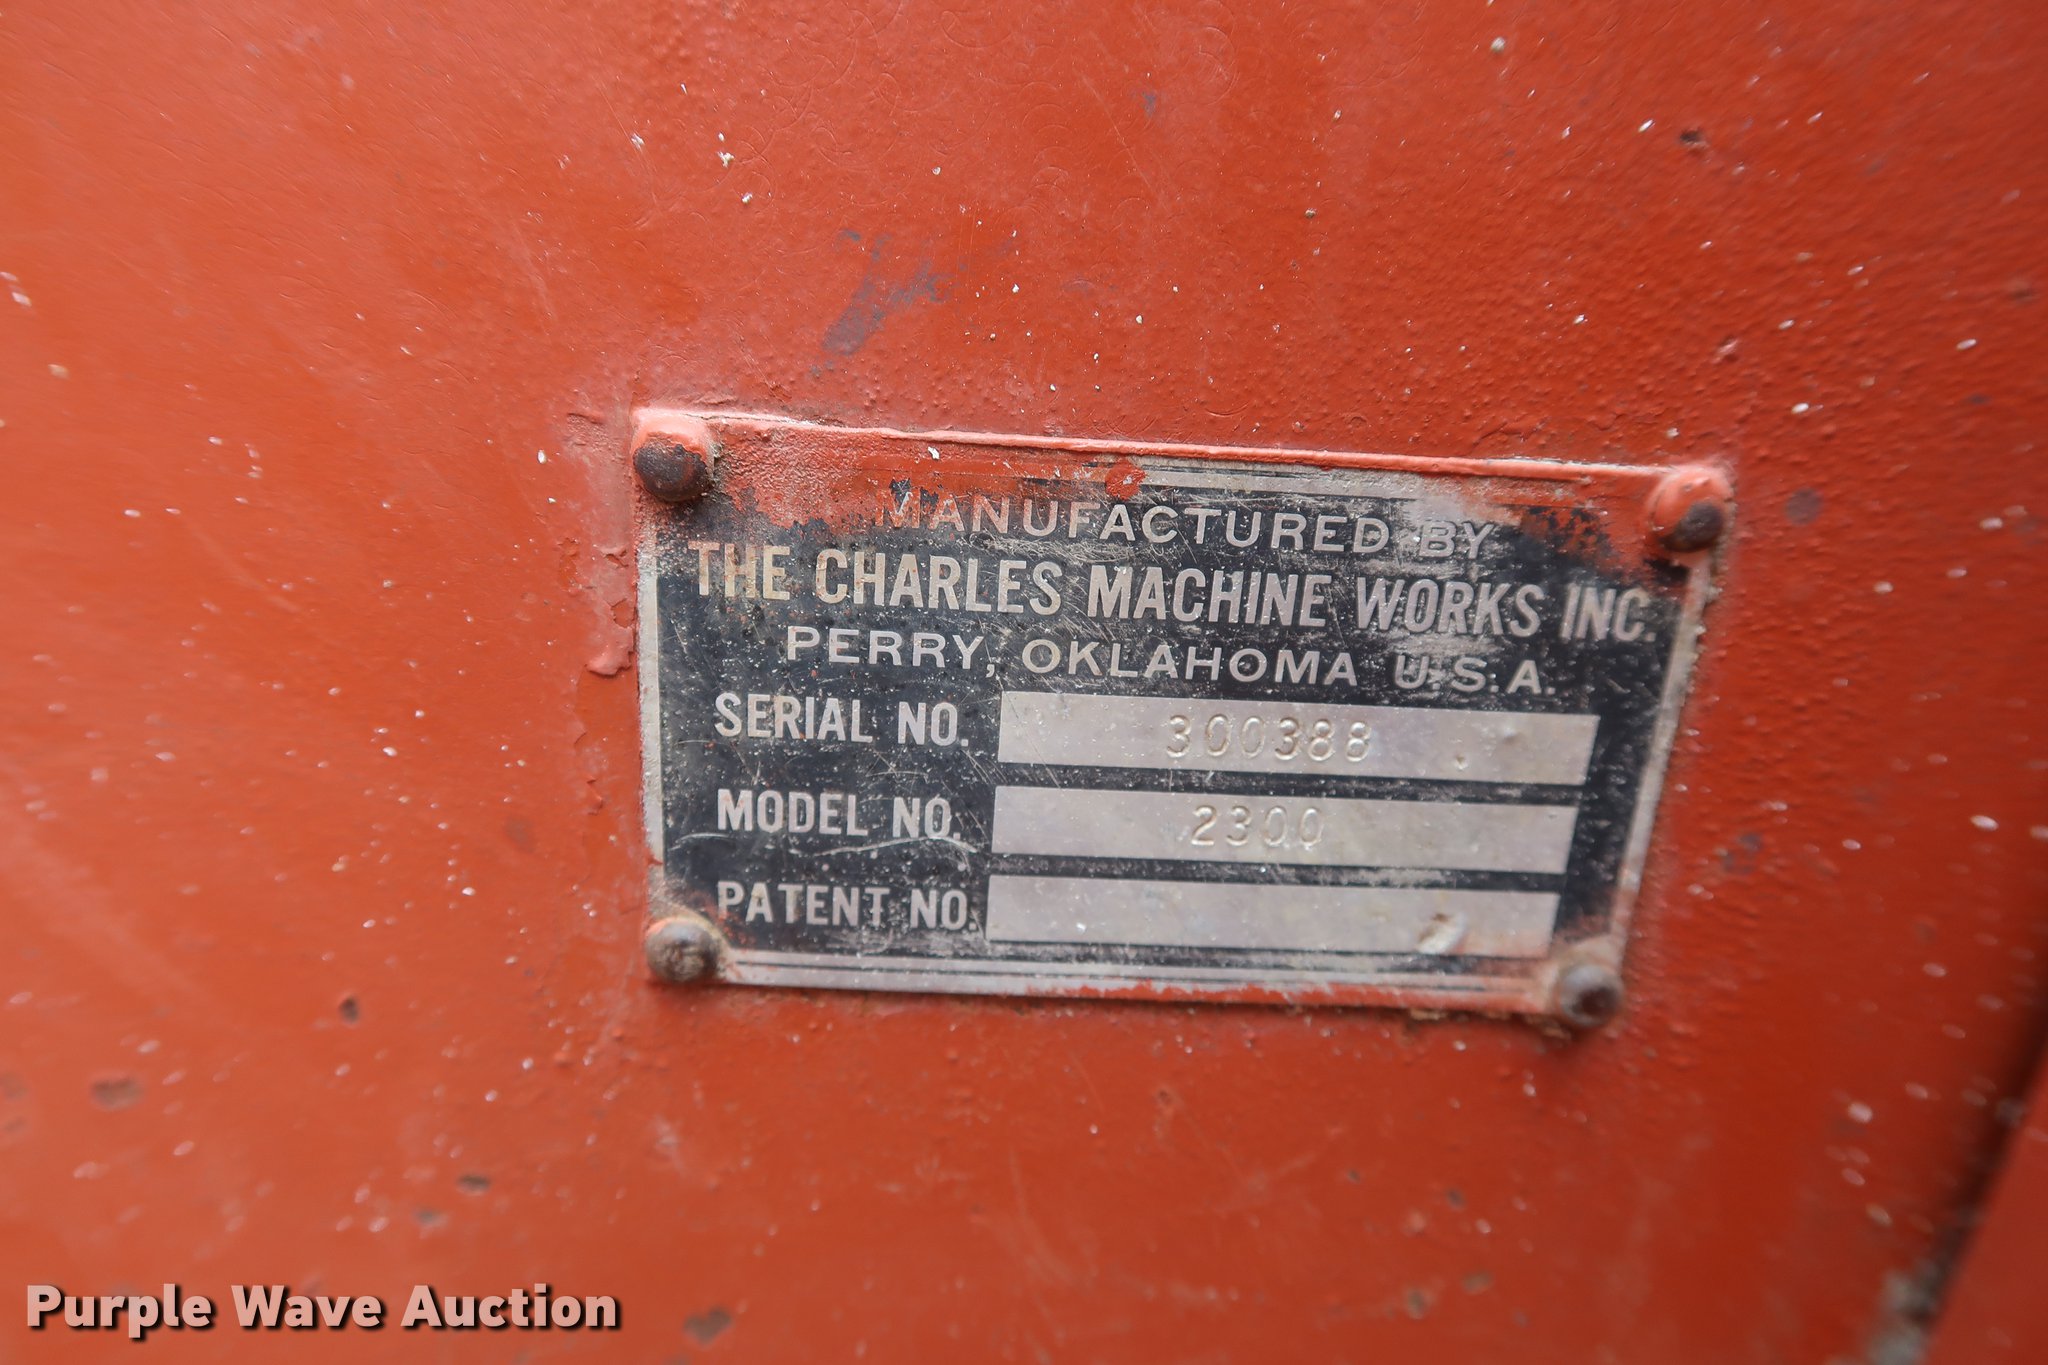 MANUFACTURED BY
THE CHARLES MACHINE WORKS INC.
PERRY, OKLAHOMA U.S.A.
SERIAL NO. 300388
MODEL NO. 2300
PATENT NO.
Purple Wave Auction